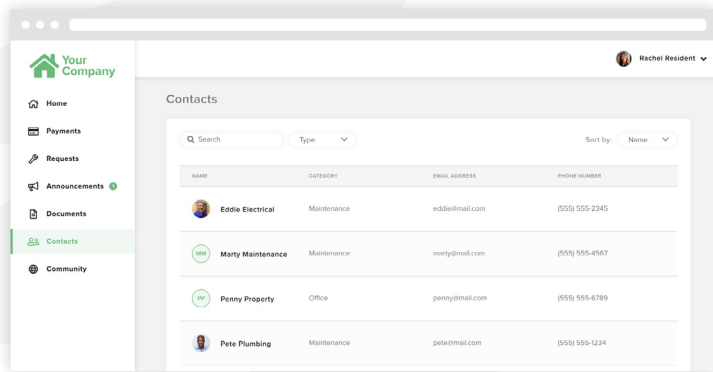 Your
Company
Rachel Resident
Home
Payments
Requests
Announcements
Documents
Contacts
Community
Contacts
Search
Type
Sort by:
Name
NAME CATEGORY EMAIL ADDRESS PHONE NUMBER
Eddie Electrical Maintenance eddie@mail.com (555) 555-2345
MM Marty Maintenance Maintenance marty@mail.com (555) 555-4567
PP Penny Property Office penny@mail.com (555) 555-6789
Pete Plumbing Maintenance pete@mail.com (555) 555-1234